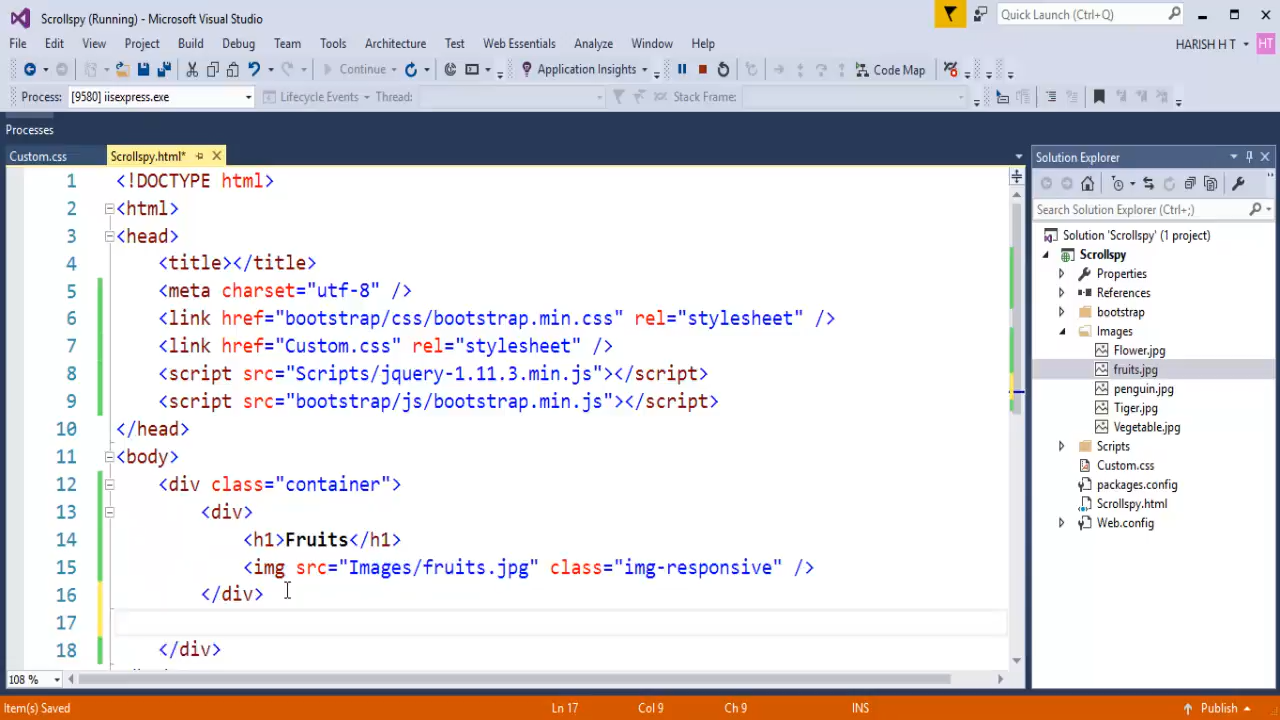 Scrollspy (Running) - Microsoft Visual Studio
Quick Launch (Ctrl+Q)
File Edit View Project Build Debug Team Tools Architecture Test Web Essentials Analyze Window Help
HARISH H T HT
Continue Application Insights Code Map
Process: [9580] iisexpress.exe Lifecycle Events Thread: Stack Frame:
Processes
Custom.css Scrollspy.html*
1 <!DOCTYPE html>
2 <html>
3 <head>
4 <title></title>
5 <meta charset="utf-8" />
6 <link href="bootstrap/css/bootstrap.min.css" rel="stylesheet" />
7 <link href="Custom.css" rel="stylesheet" />
8 <script src="Scripts/jquery-1.11.3.min.js"></script>
9 <script src="bootstrap/js/bootstrap.min.js"></script>
10 </head>
11 <body>
12 <div class="container">
13 <div>
14 <h1>Fruits</h1>
15 <img src="Images/fruits.jpg" class="img-responsive" />
16 </div>
17
18 </div>
108 %
Solution Explorer
Search Solution Explorer (Ctrl+;)
Solution 'Scrollspy' (1 project)
Scrollspy
Properties
References
bootstrap
Images
Flower.jpg
fruits.jpg
penguin.jpg
Tiger.jpg
Vegetable.jpg
Scripts
Custom.css
packages.config
Scrollspy.html
Web.config
Item(s) Saved Ln 17 Col 9 Ch 9 INS Publish